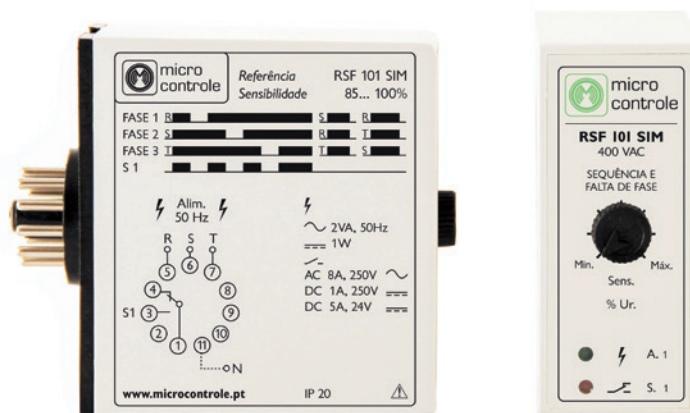 micro
controle
Referência RSF 101 SIM
Sensibilidade 85... 100%
FASE 1 R S R
FASE 2 S R T
FASE 3 T T S
S 1
Alim.
50 Hz
R S T
2VA, 50Hz
1W
AC 8A, 250V
DC 1A, 250V
DC 5A, 24V
5 6 7
4 8
S1 3 9
2 10
1 11
N
www.microcontrole.pt IP 20
micro
controle
RSF 101 SIM
400 VAC
SEQUÊNCIA E
FALTA DE FASE
Min. Máx.
Sens.
% Ur.
A. 1
S. 1